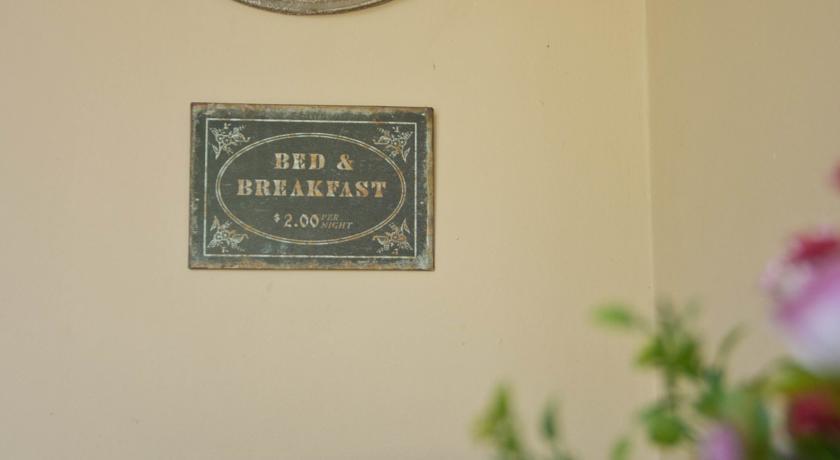 BED &
BREAKFAST
$2.00 PER
NIGHT